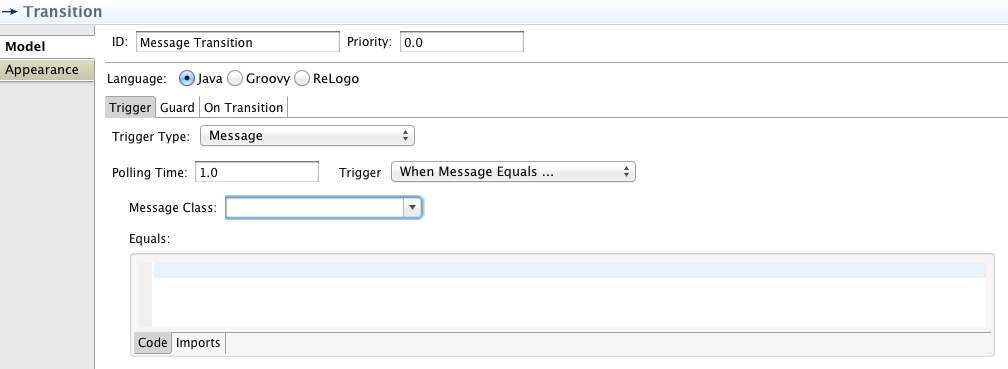 Transition
Model
Appearance
ID: Message Transition Priority: 0.0
Language: Java Groovy ReLogo
Trigger Guard On Transition
Trigger Type: Message
Polling Time: 1.0 Trigger When Message Equals ...
Message Class:
Equals:
Code Imports